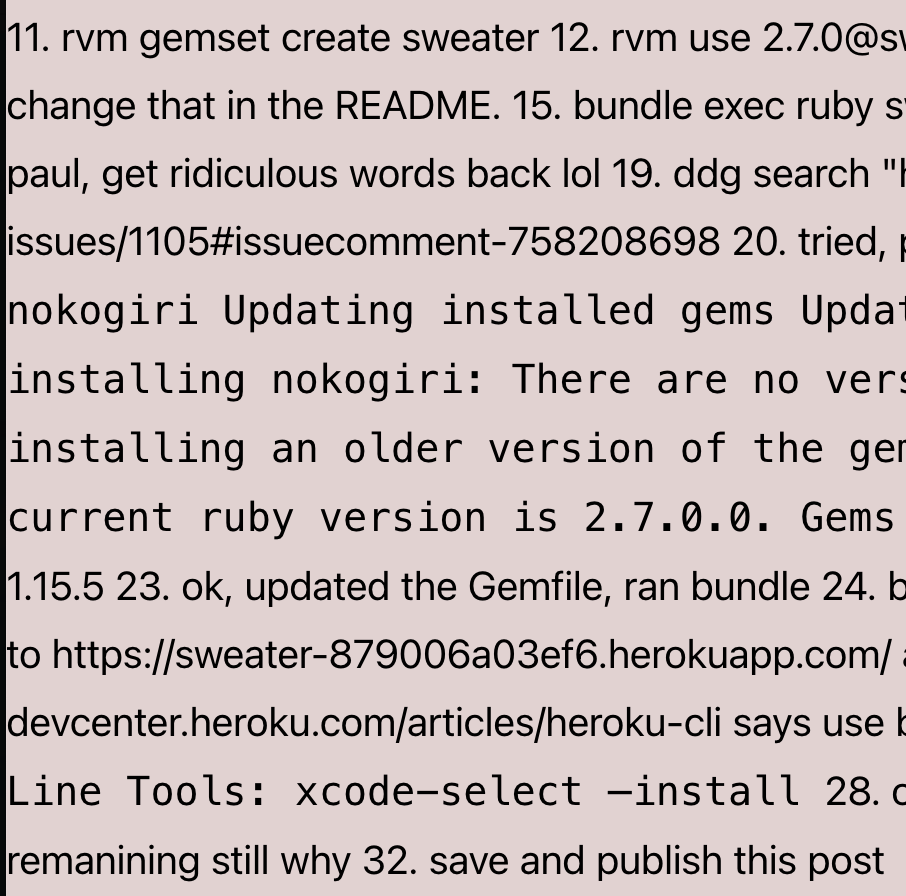 11. rvm gemset create sweater 12. rvm use 2.7.0@sw
change that in the README. 15. bundle exec ruby sv
paul, get ridiculous words back lol 19. ddg search "h
issues/1105#issuecomment-758208698 20. tried, p
nokogiri Updating installed gems Updat
installing nokogiri: There are no vers
installing an older version of the gem
current ruby version is 2.7.0.0. Gems
1.15.5 23. ok, updated the Gemfile, ran bundle 24. b
to https://sweater-879006a03ef6.herokuapp.com/ a
devcenter.heroku.com/articles/heroku-cli says use b
Line Tools: xcode—select —install 28. c
remanining still why 32. save and publish this post